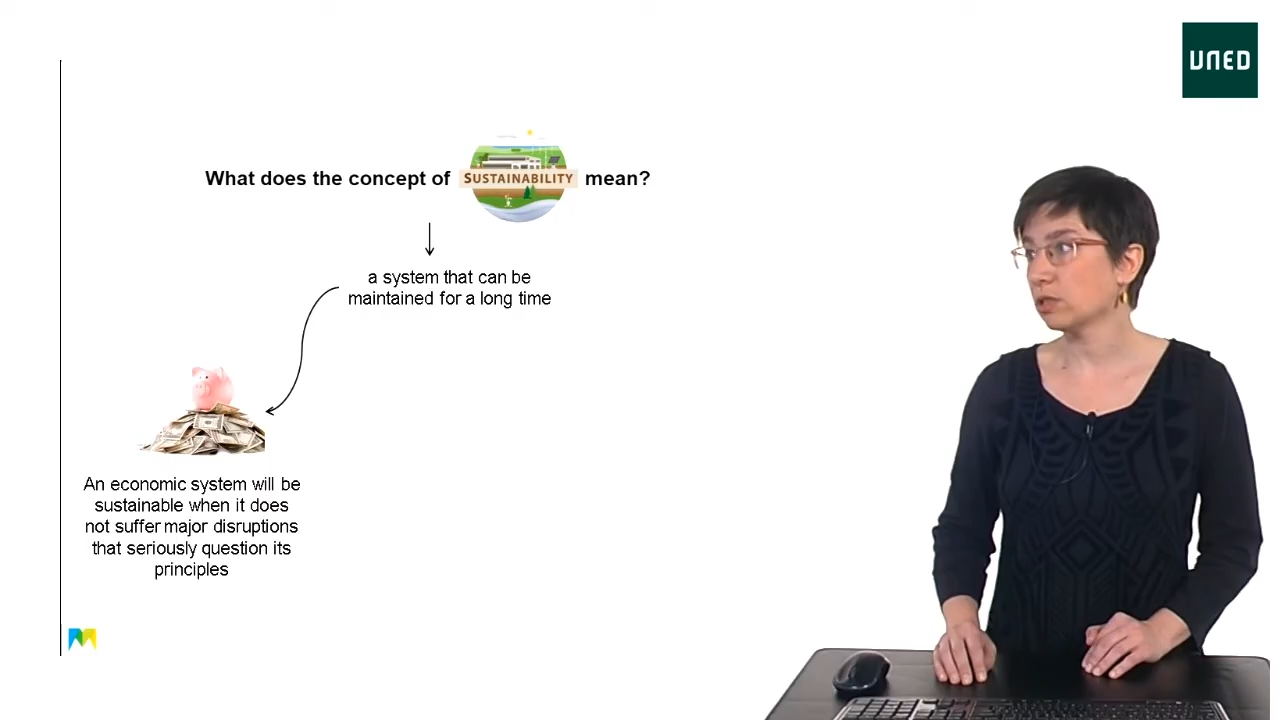 UNED
What does the concept of SUSTAINABILITY mean?
a system that can be
maintained for a long time
An economic system will be
sustainable when it does
not suffer major disruptions
that seriously question its
principles